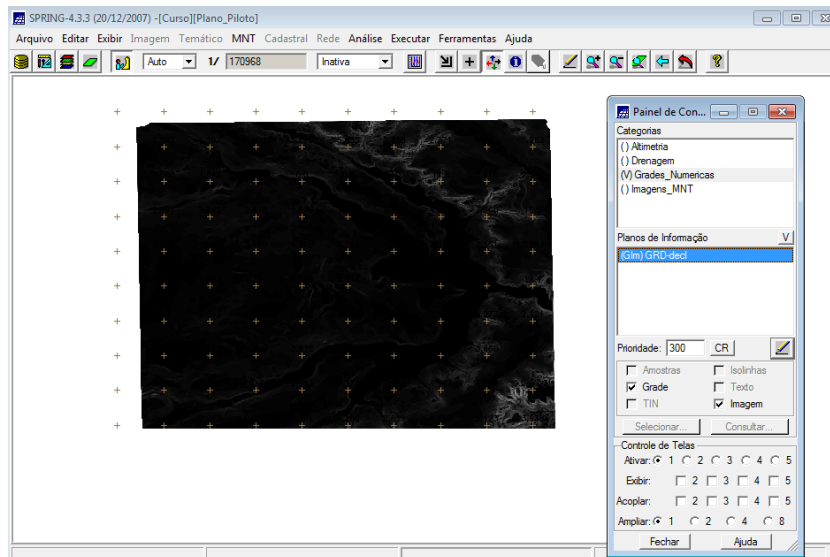 SPRING-4.3.3 (20/12/2007) -[Curso][Plano_Piloto]
Arquivo Editar Exibir Imagem Temático MNT Cadastral Rede Análise Executar Ferramentas Ajuda
Auto 1/ 170968 Inativa
Painel de Con...
Categorias
( ) Altimetria
( ) Drenagem
(V) Grades_Numericas
( ) Imagens_MNT
Planos de Informação V
(GIm) GRD-decl
Prioridade: 300 CR
Amostras Isolinhas
Grade Texto
TIN Imagem
Selecionar... Consultar...
Controle de Telas
Ativar: 1 2 3 4 5
Exibir: 2 3 4 5
Acoplar: 2 3 4 5
Ampliar: 1 2 4 8
Fechar Ajuda